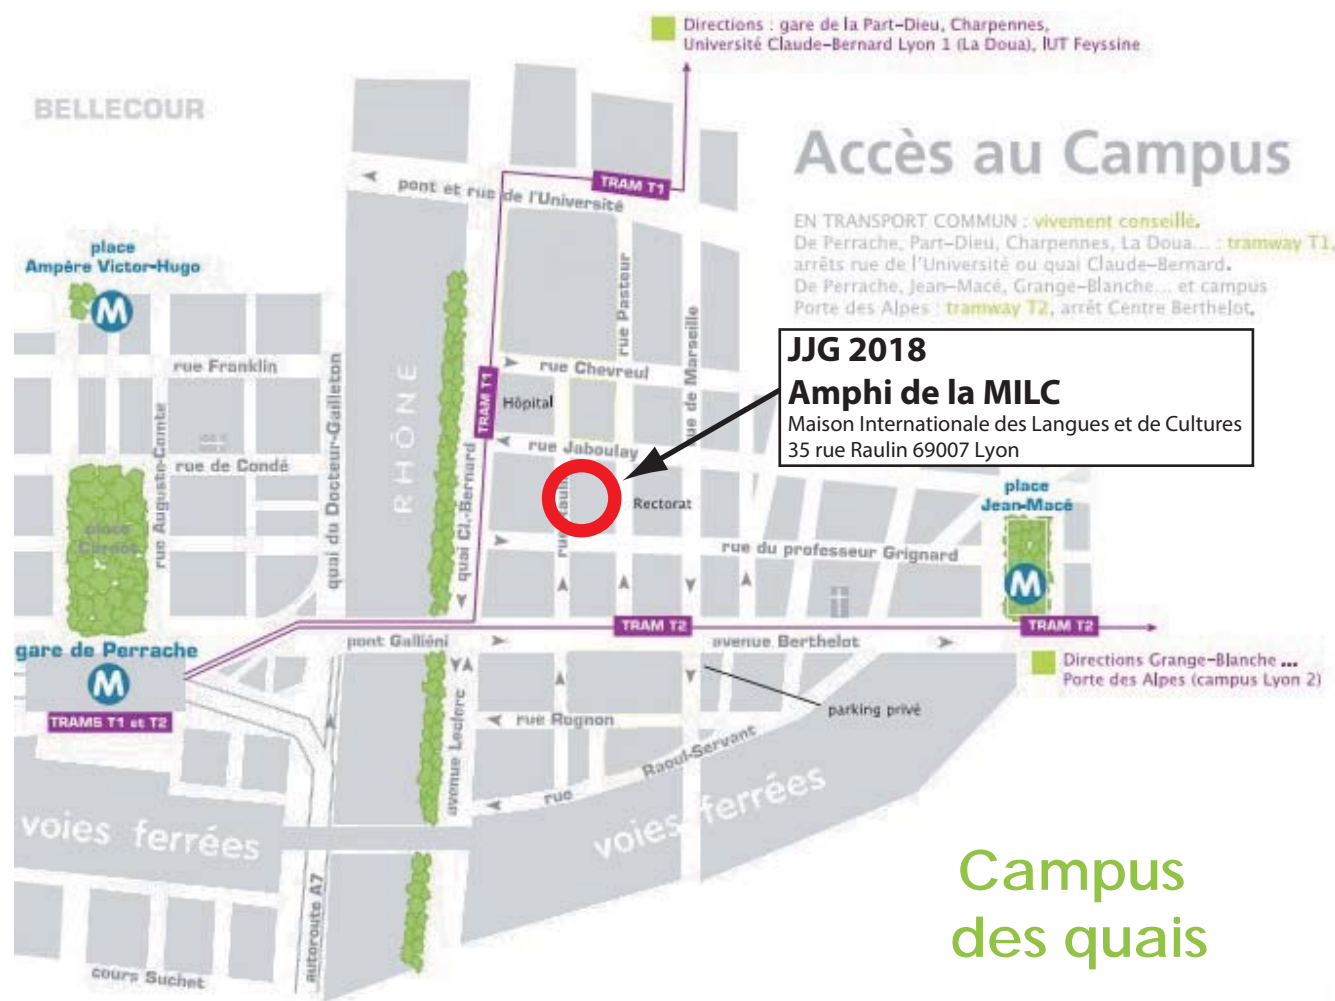 Directions : gare de la Part-Dieu, Charpennes,
Université Claude-Bernard Lyon 1 (La Doua), IUT Feyssine
BELLECOUR
Accès au Campus
TRAM T1
pont et rue de l'Université
EN TRANSPORT COMMUN : vivement conseillé.
De Perrache, Part-Dieu, Charpennes, La Doua... : tramway T1,
arrêts rue de l'Université ou quai Claude-Bernard.
De Perrache, Jean-Macé, Grange-Blanche... et campus
Porte des Alpes : tramway T2, arrêt Centre Berthelot,
place
Ampère Victor-Hugo
M
rue Pasteur
rue de Marseille
JJG 2018
Amphi de la MILC
Maison Internationale des Langues et de Cultures
35 rue Raulin 69007 Lyon
rue Franklin
rue Chevreul
RHÔNE
TRAM T1
Hôpital
rue Auguste-Comte
quai du Docteur-Gailleton
rue Jaboulay
rue de Condé
quai Cl.-Bernard
Rectorat
place
Jean-Macé
place
Carnot
rue du professeur Grignard
M
TRAM T2
TRAM T2
gare de Perrache
pont Galliéni
avenue Berthelot
M
Directions Grange-Blanche ...
Porte des Alpes (campus Lyon 2)
TRAMS T1 et T2
avenue Leclerc
rue Rognon
parking privé
rue Raoul-Servant
voies ferrées
voies ferrées
autoroute A7
Campus
des quais
cours Suchet